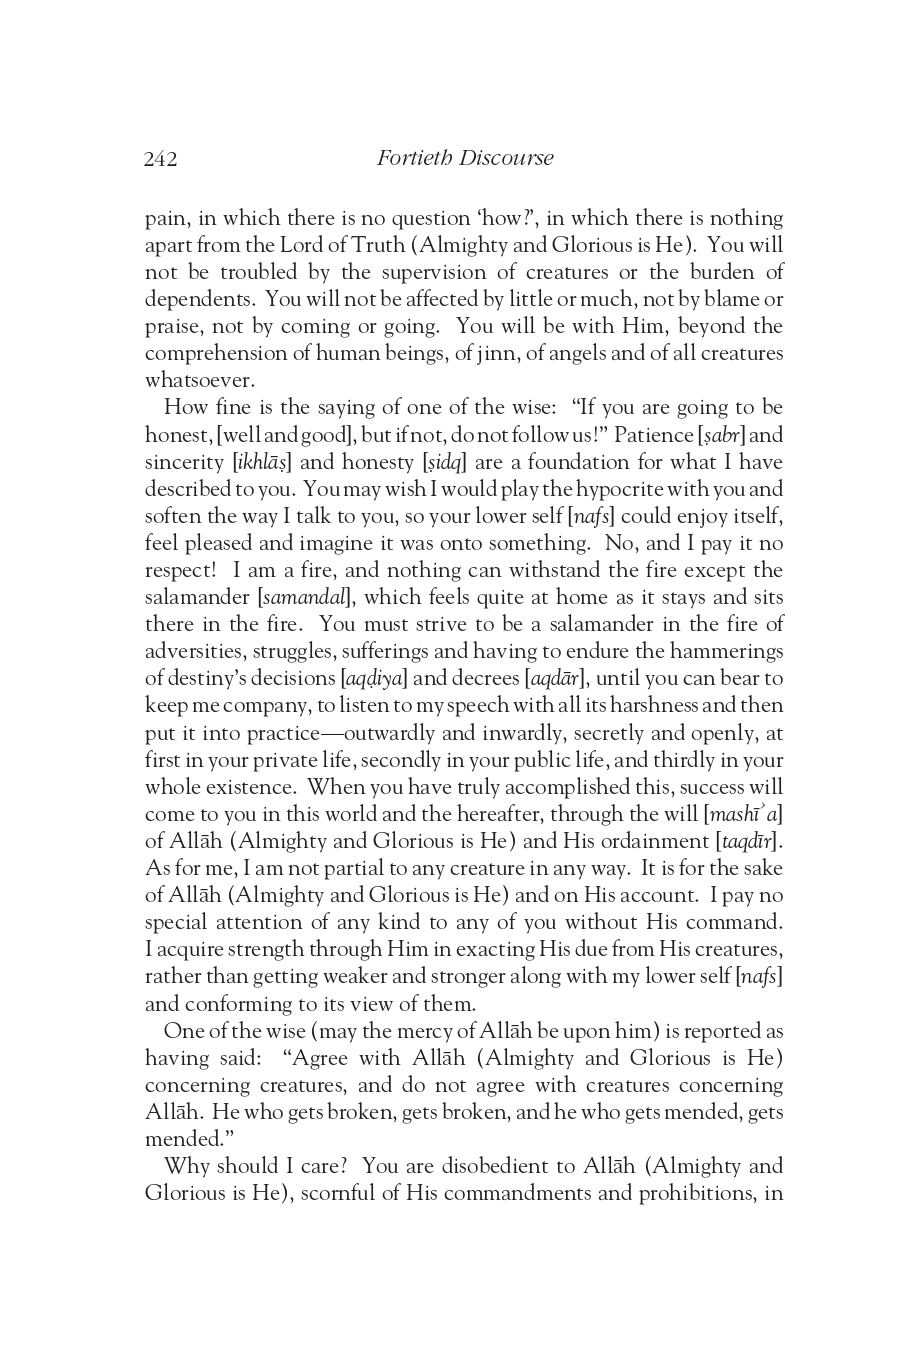 242
Fortieth Discourse
pain, in which there is no question ‘how?’, in which there is nothing
apart from the Lord of Truth (Almighty and Glorious is He). You will
not be troubled by the supervision of creatures or the burden of
dependents. You will not be affected by little or much, not by blame or
praise, not by coming or going. You will be with Him, beyond the
comprehension of human beings, of jinn, of angels and of all creatures
whatsoever.
How fine is the saying of one of the wise: “If you are going to be
honest, [well and good], but if not, do not follow us!” Patience [ṣabr] and
sincerity [ikhlāṣ] and honesty [ṣidq] are a foundation for what I have
described to you. You may wish I would play the hypocrite with you and
soften the way I talk to you, so your lower self [nafs] could enjoy itself,
feel pleased and imagine it was onto something. No, and I pay it no
respect! I am a fire, and nothing can withstand the fire except the
salamander [samandal], which feels quite at home as it stays and sits
there in the fire. You must strive to be a salamander in the fire of
adversities, struggles, sufferings and having to endure the hammerings
of destiny’s decisions [aqḍiya] and decrees [aqdār], until you can bear to
keep me company, to listen to my speech with all its harshness and then
put it into practice—outwardly and inwardly, secretly and openly, at
first in your private life, secondly in your public life, and thirdly in your
whole existence. When you have truly accomplished this, success will
come to you in this world and the hereafter, through the will [mashīʾa]
of Allāh (Almighty and Glorious is He) and His ordainment [taqdīr].
As for me, I am not partial to any creature in any way. It is for the sake
of Allāh (Almighty and Glorious is He) and on His account. I pay no
special attention of any kind to any of you without His command.
I acquire strength through Him in exacting His due from His creatures,
rather than getting weaker and stronger along with my lower self [nafs]
and conforming to its view of them.
One of the wise (may the mercy of Allāh be upon him) is reported as
having said: “Agree with Allāh (Almighty and Glorious is He)
concerning creatures, and do not agree with creatures concerning
Allāh. He who gets broken, gets broken, and he who gets mended, gets
mended.”
Why should I care? You are disobedient to Allāh (Almighty and
Glorious is He), scornful of His commandments and prohibitions, in